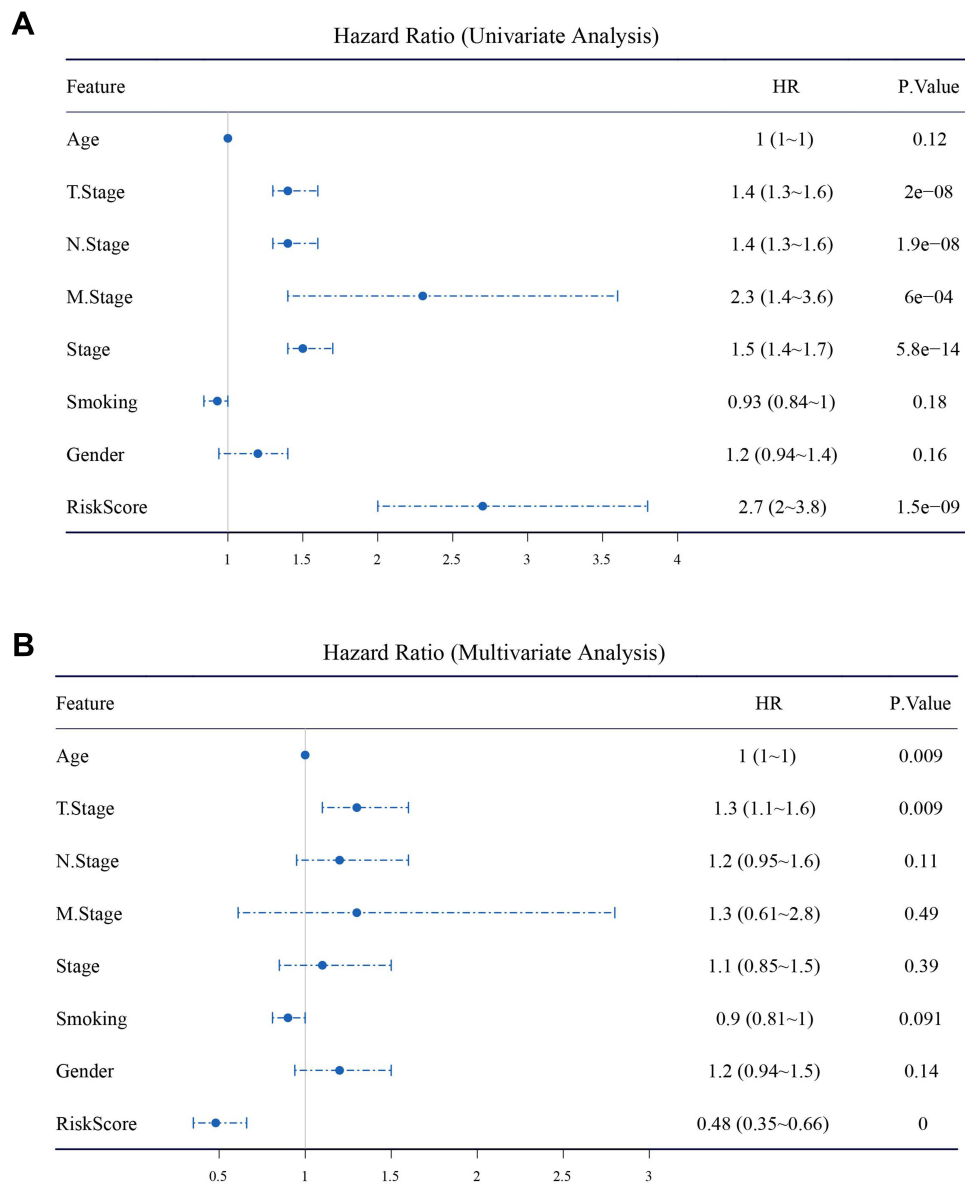 A
Hazard Ratio (Univariate Analysis)
Feature HR P.Value
Age 1 (1~1) 0.12
T.Stage 1.4 (1.3~1.6) 2e−08
N.Stage 1.4 (1.3~1.6) 1.9e−08
M.Stage 2.3 (1.4~3.6) 6e−04
Stage 1.5 (1.4~1.7) 5.8e−14
Smoking 0.93 (0.84~1) 0.18
Gender 1.2 (0.94~1.4) 0.16
RiskScore 2.7 (2~3.8) 1.5e−09
1 1.5 2 2.5 3 3.5 4
B
Hazard Ratio (Multivariate Analysis)
Feature HR P.Value
Age 1 (1~1) 0.009
T.Stage 1.3 (1.1~1.6) 0.009
N.Stage 1.2 (0.95~1.6) 0.11
M.Stage 1.3 (0.61~2.8) 0.49
Stage 1.1 (0.85~1.5) 0.39
Smoking 0.9 (0.81~1) 0.091
Gender 1.2 (0.94~1.5) 0.14
RiskScore 0.48 (0.35~0.66) 0
0.5 1 1.5 2 2.5 3